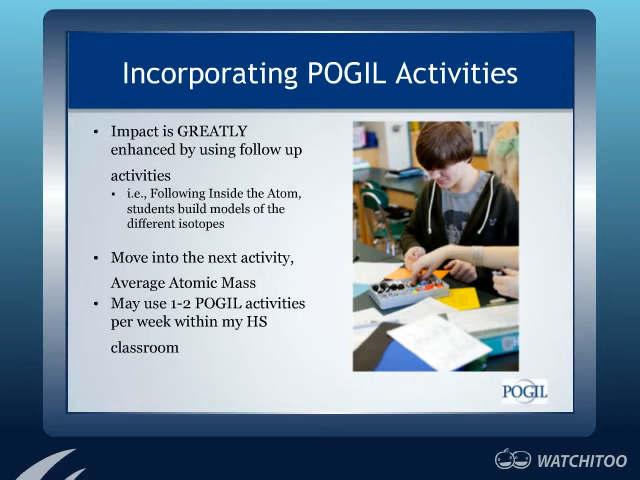 Incorporating POGIL Activities
• Impact is GREATLY
enhanced by using follow up
activities
• i.e., Following Inside the Atom,
students build models of the
different isotopes
• Move into the next activity,
Average Atomic Mass
• May use 1-2 POGIL activities
per week within my HS
classroom
POGIL
WATCHITOO